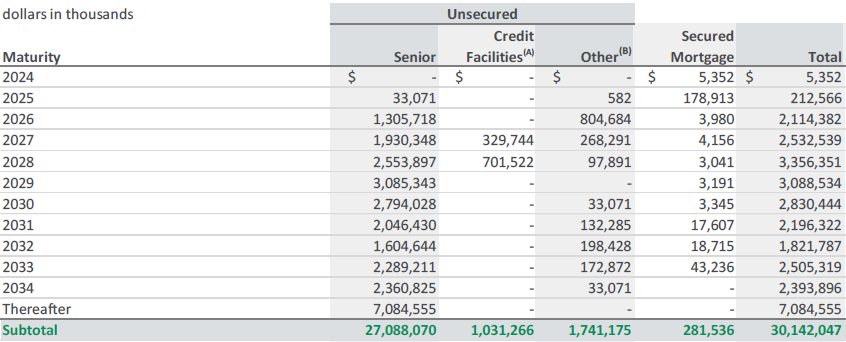 dollars in thousands Unsecured
Credit Secured
Maturity Senior Facilities(A) Other(B) Mortgage Total
2024 $ - $ - $ - $ 5,352 $ 5,352
2025 33,071 - 582 178,913 212,566
2026 1,305,718 - 804,684 3,980 2,114,382
2027 1,930,348 329,744 268,291 4,156 2,532,539
2028 2,553,897 701,522 97,891 3,041 3,356,351
2029 3,085,343 - - 3,191 3,088,534
2030 2,794,028 - 33,071 3,345 2,830,444
2031 2,046,430 - 132,285 17,607 2,196,322
2032 1,604,644 - 198,428 18,715 1,821,787
2033 2,289,211 - 172,872 43,236 2,505,319
2034 2,360,825 - 33,071 - 2,393,896
Thereafter 7,084,555 - - - 7,084,555
Subtotal 27,088,070 1,031,266 1,741,175 281,536 30,142,047